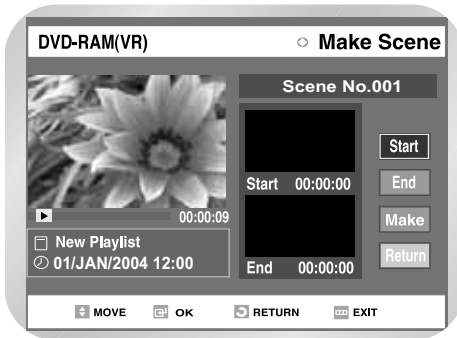 DVD-RAM(VR)
Make Scene
Scene No.001
Start 00:00:00
00:00:09
New Playlist
01/JAN/2004 12:00
End 00:00:00
Start
End
Make
Return
MOVE OK RETURN EXIT